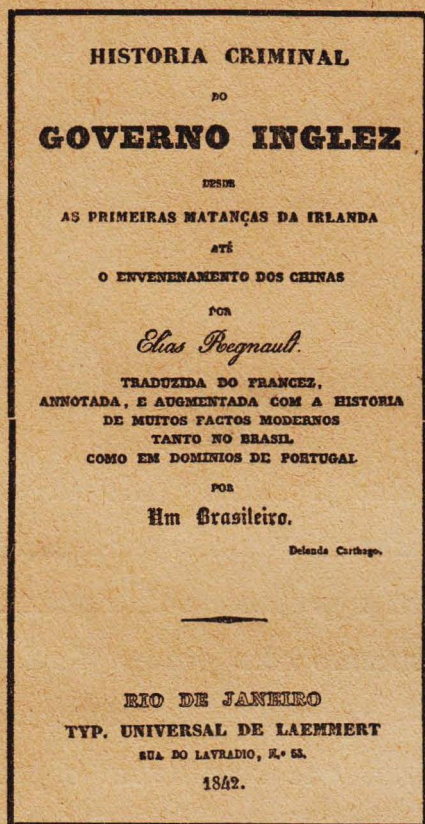 HISTORIA CRIMINAL
DO
GOVERNO INGLEZ
DESDE
AS PRIMEIRAS MATANÇAS DA IRLANDA
ATÉ
O ENVENENAMENTO DOS CHINAS
POR
Elias Regnault.
TRADUZIDA DO FRANCEZ,
ANNOTADA, E AUGMENTADA COM A HISTORIA
DE MUITOS FACTOS MODERNOS
TANTO NO BRASIL
COMO EM DOMINIOS DE PORTUGAL
POR
Um Brasileiro.
Delenda Carthago.
RIO DE JANEIRO
TYP. UNIVERSAL DE LAEMMERT
RUA DO LAVRADIO, N.º 53.
1842.